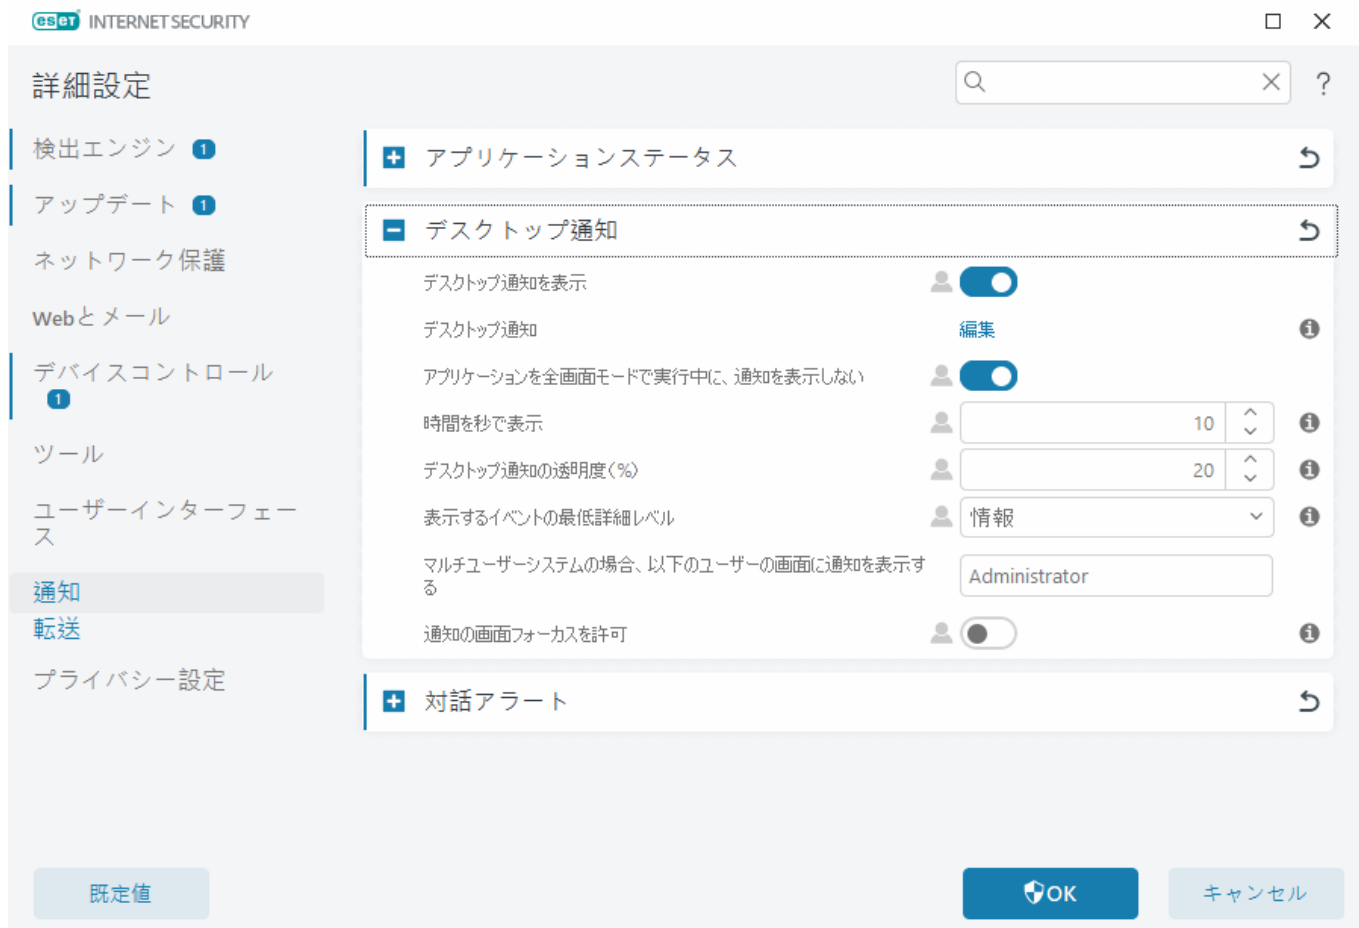 eset INTERNET SECURITY
詳細設定
?
検出エンジン 1
アップデート 1
ネットワーク保護
Webとメール
デバイスコントロール
1
ツール
ユーザーインターフェー
ス
通知
転送
プライバシー設定
アプリケーションステータス
デスクトップ通知
デスクトップ通知を表示
デスクトップ通知 編集
アプリケーションを全画面モードで実行中に、通知を表示しない
時間を秒で表示 10
デスクトップ通知の透明度(%) 20
表示するイベントの最低詳細レベル 情報
マルチユーザーシステムの場合、以下のユーザーの画面に通知を表示す
る
Administrator
通知の画面フォーカスを許可
対話アラート
既定値
OK
キャンセル